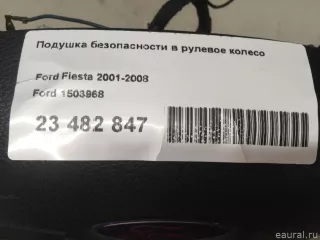 Подушка безопасности в рулевое колесо
Ford Fiesta 2001-2008
Ford 1503968
23 482 847
eaural.ru